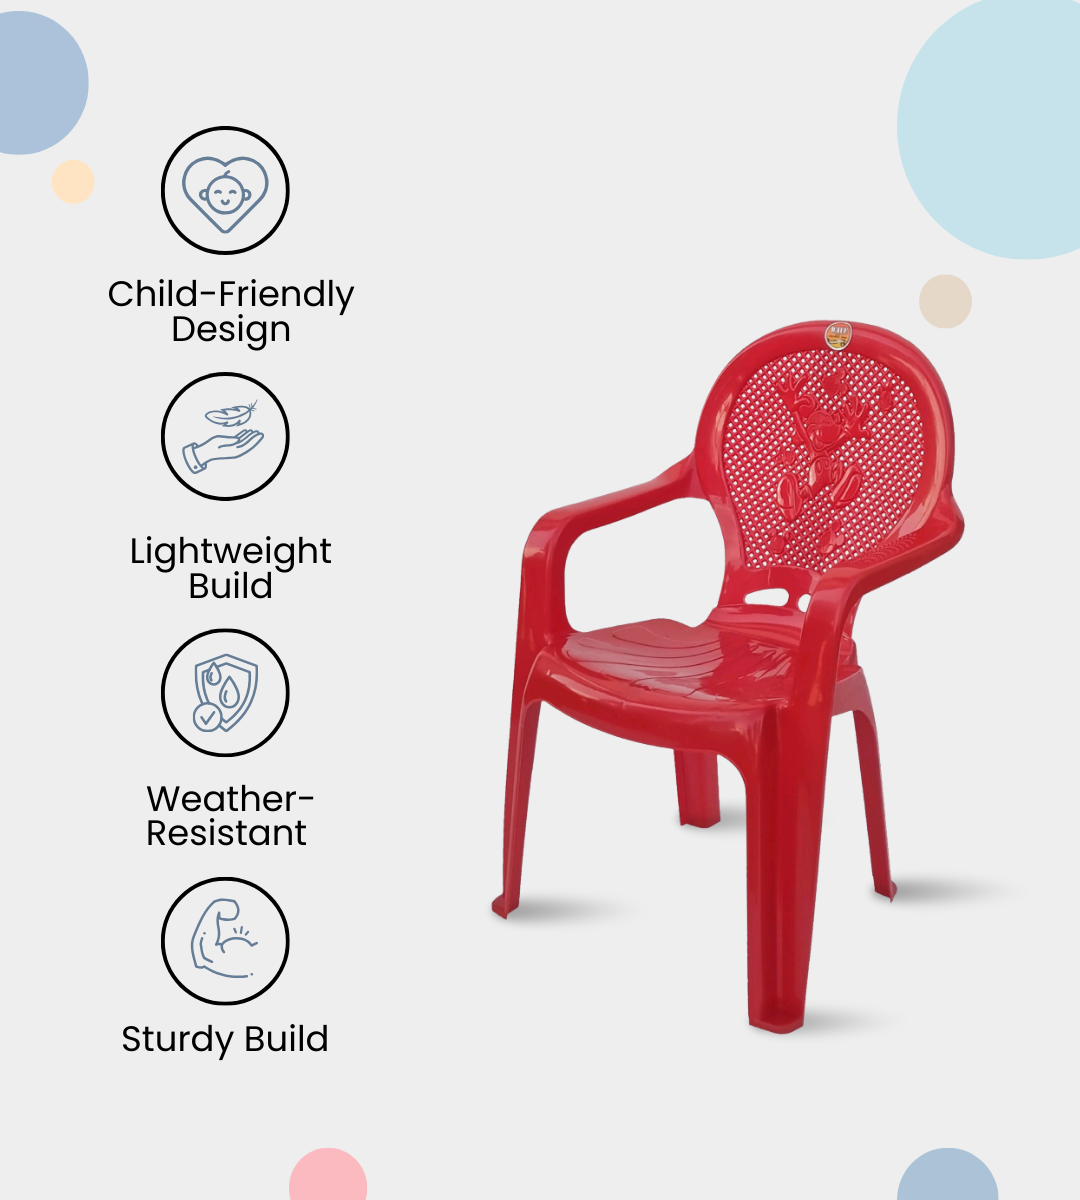 Child-Friendly
Design
Lightweight
Build
Weather-
Resistant
Sturdy Build